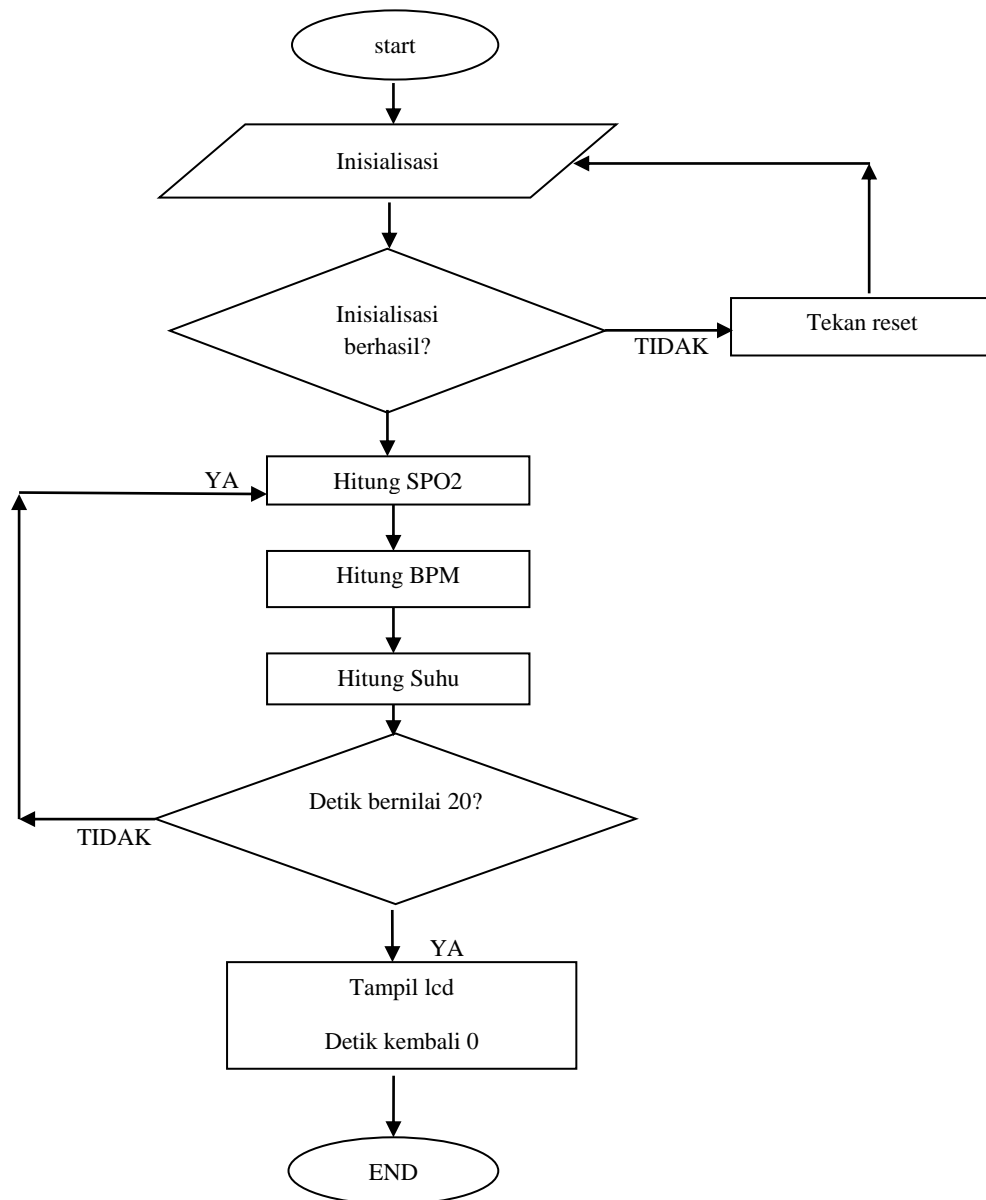 start
Inisialisasi
Inisialisasi
berhasil?
TIDAK
Tekan reset
YA
Hitung SPO2
Hitung BPM
Hitung Suhu
Detik bernilai 20?
TIDAK
YA
Tampil lcd
Detik kembali 0
END